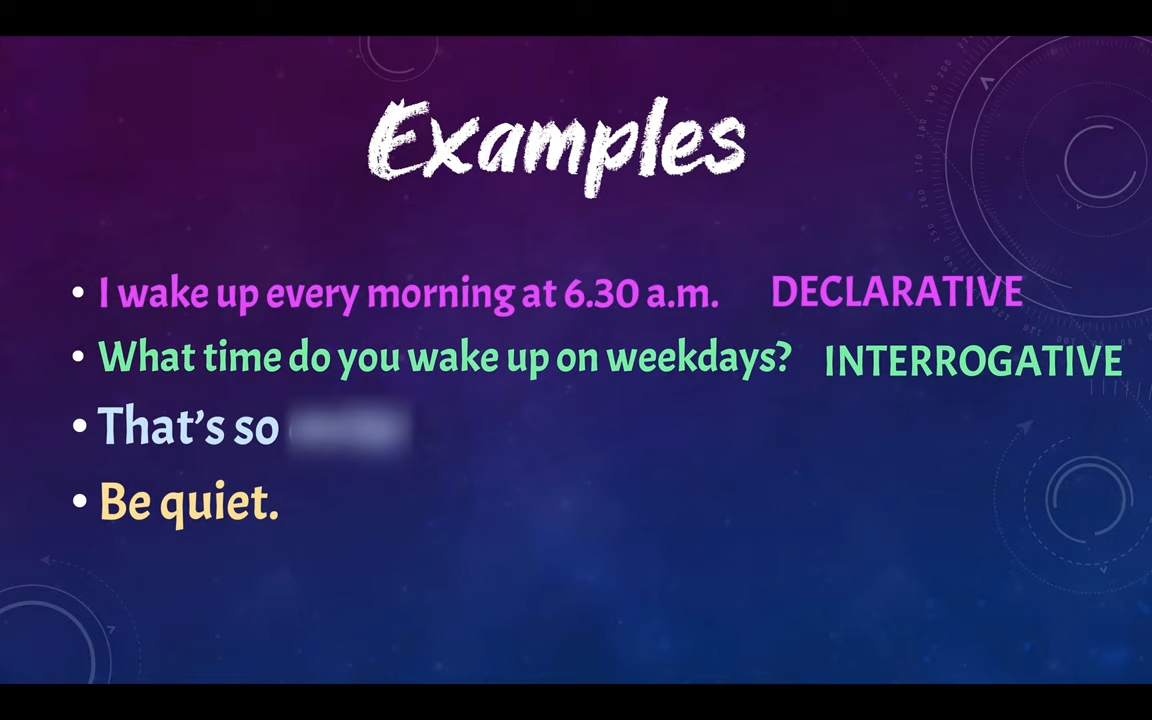 Examples
• I wake up every morning at 6.30 a.m. DECLARATIVE
• What time do you wake up on weekdays? INTERROGATIVE
• That's so
• Be quiet.